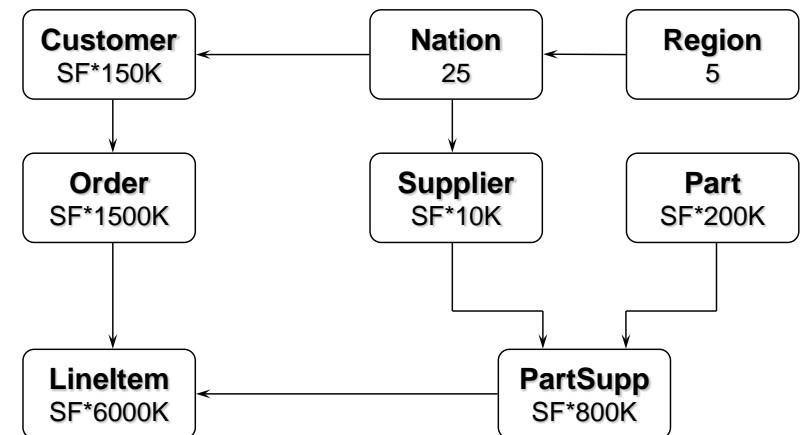 Customer
SF*150K
Nation
25
Region
5
Order
SF*1500K
Supplier
SF*10K
Part
SF*200K
LineItem
SF*6000K
PartSupp
SF*800K